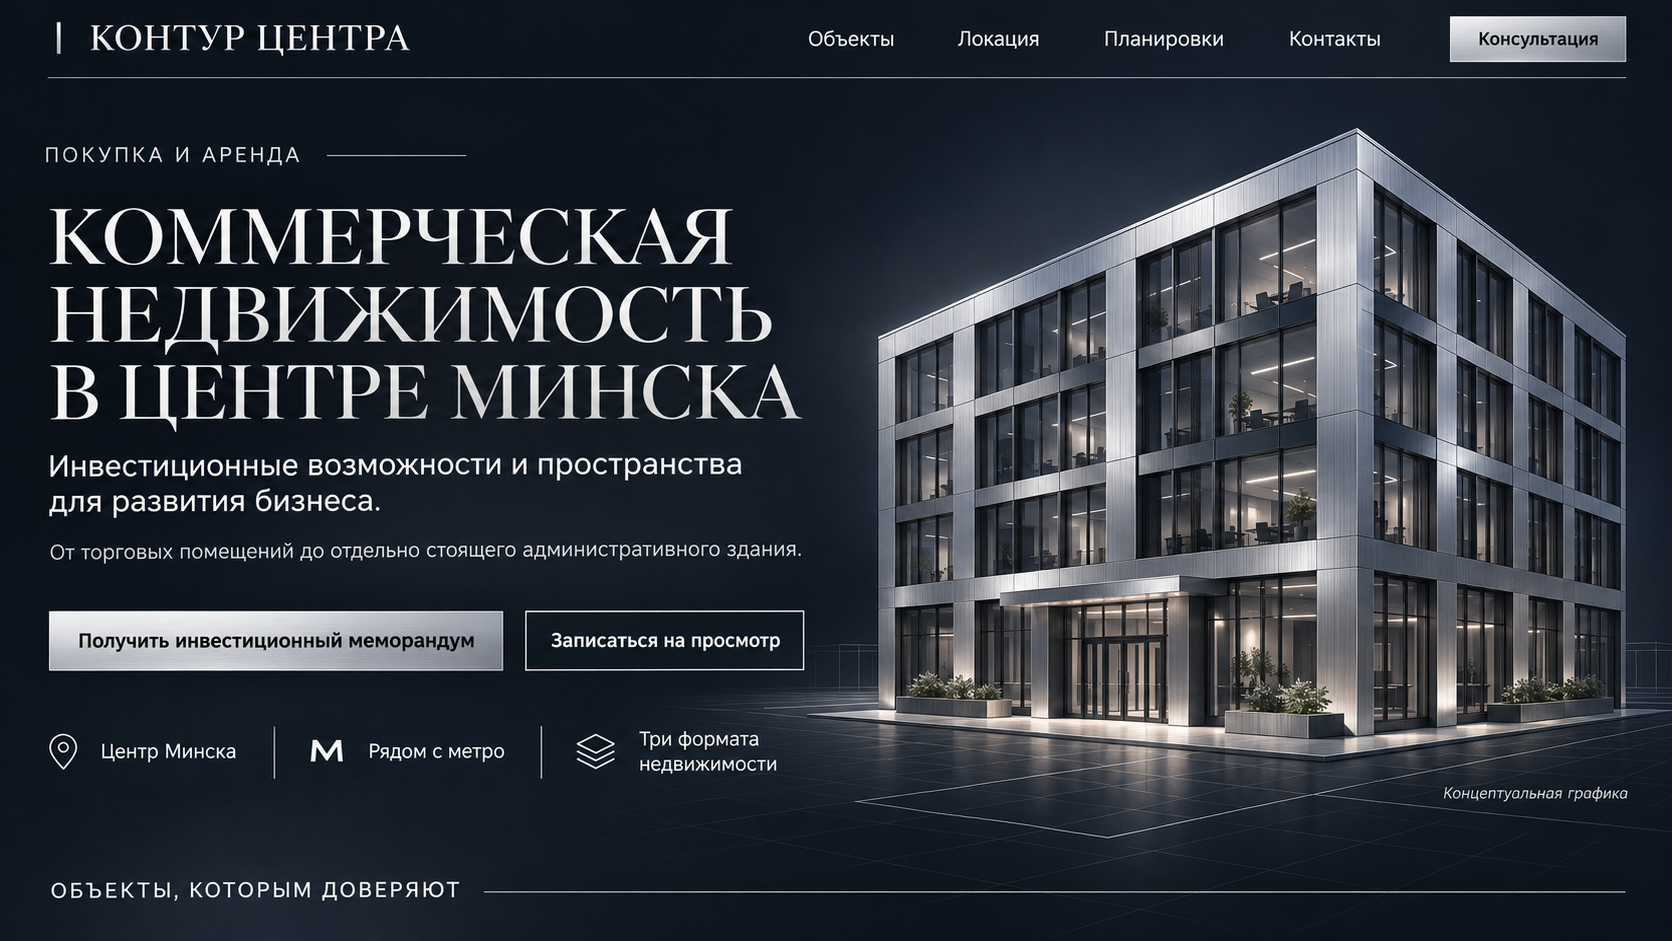 КОНТУР ЦЕНТРА
Объекты
Локация
Планировки
Контакты
Консультация
ПОКУПКА И АРЕНДА
КОММЕРЧЕСКАЯ
НЕДВИЖИМОСТЬ
В ЦЕНТРЕ МИНСКА
Инвестиционные возможности и пространства
для развития бизнеса.
От торговых помещений до отдельно стоящего административного здания.
Получить инвестиционный меморандум
Записаться на просмотр
Центр Минска
М
Рядом с метро
Три формата
недвижимости
Концептуальная графика
ОБЪЕКТЫ, КОТОРЫМ ДОВЕРЯЮТ